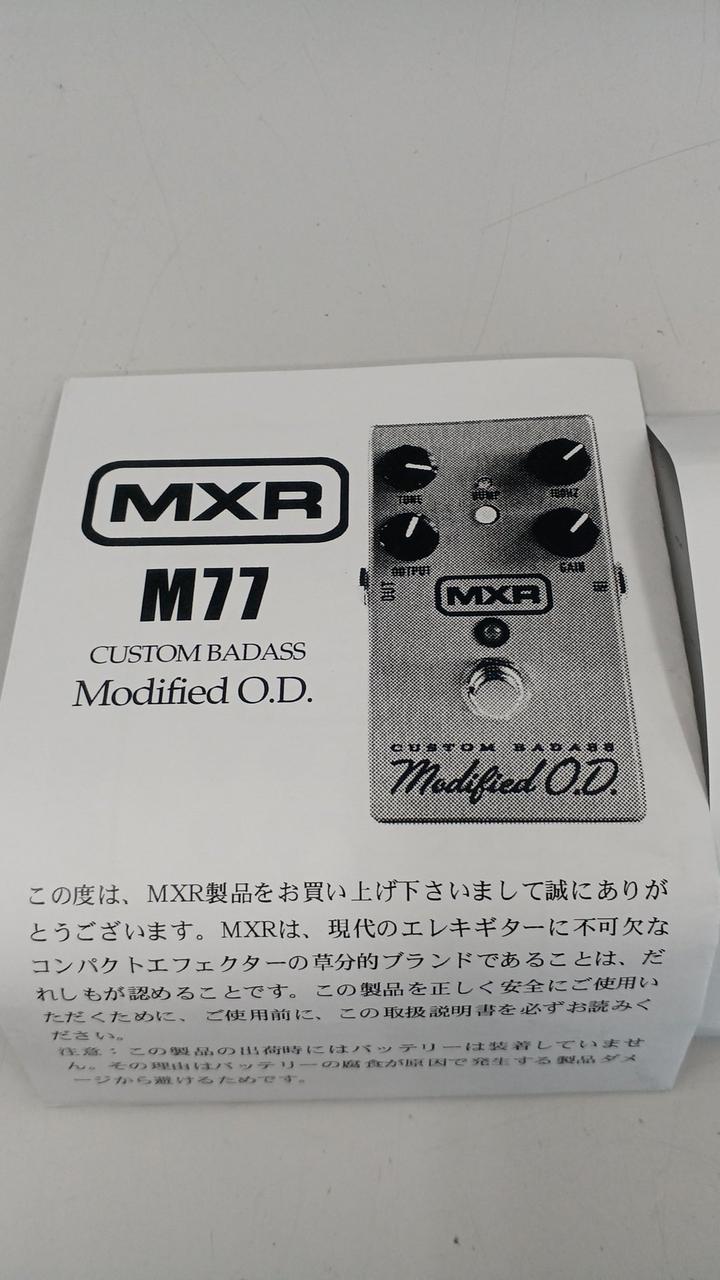 MXR
M77
CUSTOM BADASS
Modified O.D.
TONE
BUMP
100HZ
OUTPUT
GAIN
OUT
MXR
CUSTOM BADASS
Modified O.D.
この度は、MXR製品をお買い上げ下さいまして誠にありが
とうございます。MXRは、現代のエレキギターに不可欠な
コンパクトエフェクターの草分的ブランドであることは、だ
れしもが認めることです。この製品を正しく安全にご使用い
ただくために、ご使用前に、この取扱説明書を必ずお読みく
ださい。
注意：この製品の出荷時にはバッテリーは装着していませ
ん。その理由はバッテリーの腐食が原因で発生する製品ダメ
ージから避けるためです。